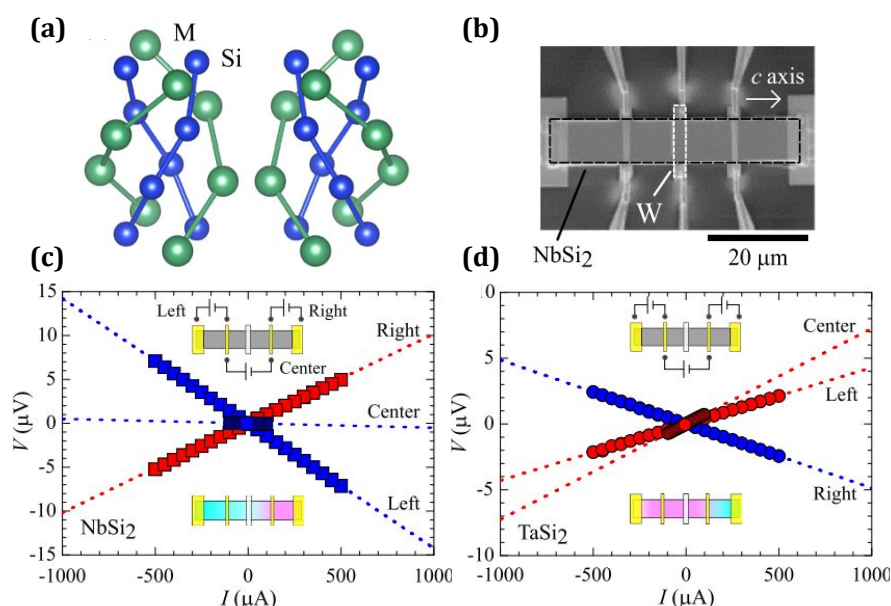 (a)
M
Si
(b)
c axis
W
NbSi2
20 μm
(c)
15
10
5
0
-5
-10
-15
V (μV)
Left
Right
Center
Right
Center
Left
NbSi2
-1000
-500
0
500
1000
I (μA)
(d)
0
5
0
-5
-10
V (μV)
Center
Left
Right
TaSi2
-1000
-500
0
500
1000
I (μA)